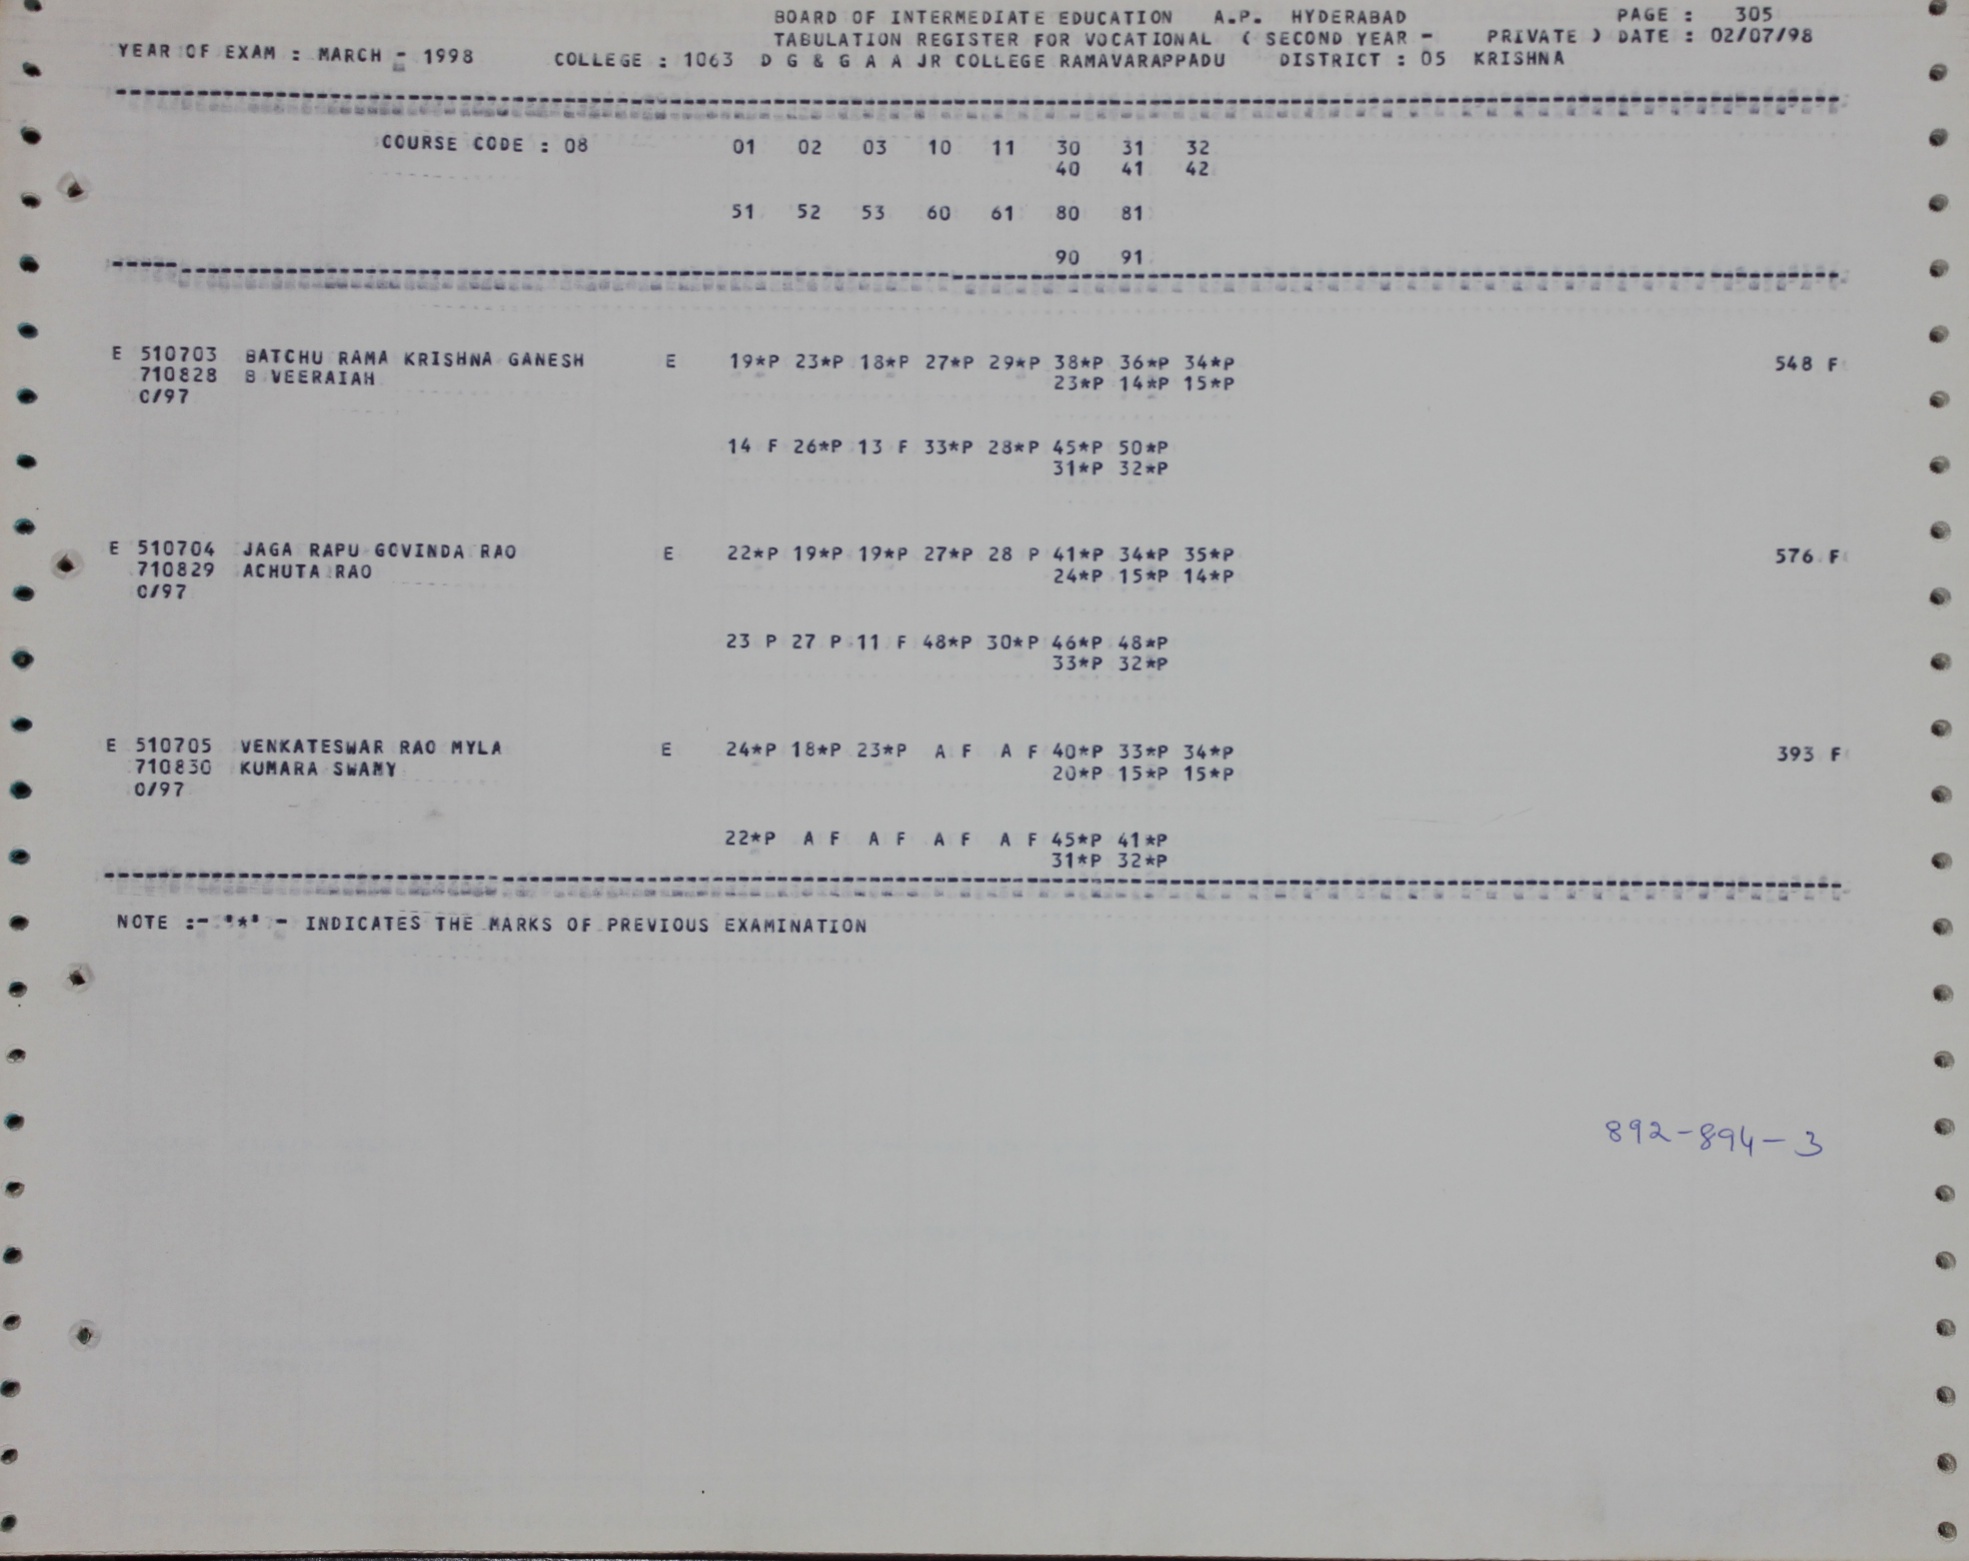 BOARD OF INTERMEDIATE EDUCATION A.P. HYDERABAD PAGE : 305
TABULATION REGISTER FOR VOCATIONAL ( SECOND YEAR - PRIVATE ) DATE : 02/07/98
YEAR OF EXAM : MARCH - 1998 COLLEGE : 1063 D G & G A A JR COLLEGE RAMAVARAPPADU DISTRICT : 05 KRISHNA
COURSE CODE : 08 01 02 03 10 11 30 31 32
40 41 42
51 52 53 60 61 80 81
90 91
E 510703 BATCHU RAMA KRISHNA GANESH E 19*P 23*P 18*P 27*P 29*P 38*P 36*P 34*P 548 F
710828 B VEERAIAH 23*P 14*P 15*P
0/97
14 F 26*P 13 F 33*P 28*P 45*P 50*P
31*P 32*P
E 510704 JAGA RAPU GOVINDA RAO E 22*P 19*P 19*P 27*P 28 P 41*P 34*P 35*P 576 F
710829 ACHUTA RAO 24*P 15*P 14*P
0/97
23 P 27 P 11 F 48*P 30*P 46*P 48*P
33*P 32*P
E 510705 VENKATESWAR RAO MYLA E 24*P 18*P 23*P A F A F 40*P 33*P 34*P 393 F
710830 KUMARA SWAMY 20*P 15*P 15*P
0/97
22*P A F A F A F A F 45*P 41*P
31*P 32*P
NOTE :- '*' - INDICATES THE MARKS OF PREVIOUS EXAMINATION
892-894-3